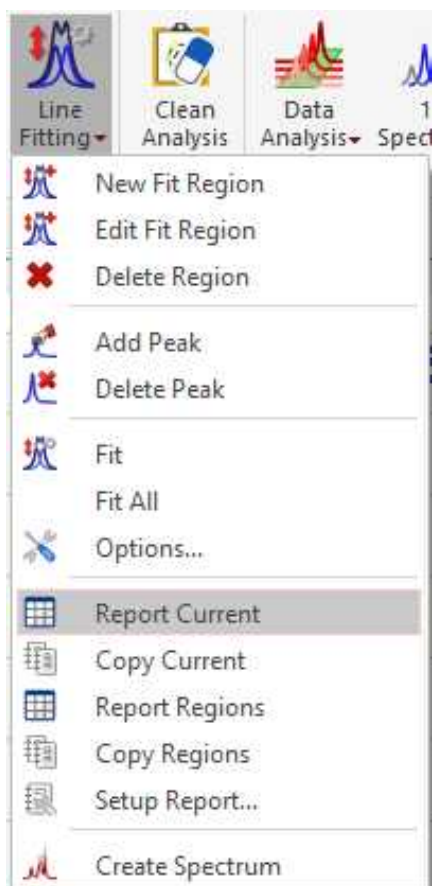 Line
Fitting
Clean
Analysis
Data
Analysis
1
Spect
New Fit Region
Edit Fit Region
Delete Region
Add Peak
Delete Peak
Fit
Fit All
Options...
Report Current
Copy Current
Report Regions
Copy Regions
Setup Report...
Create Spectrum